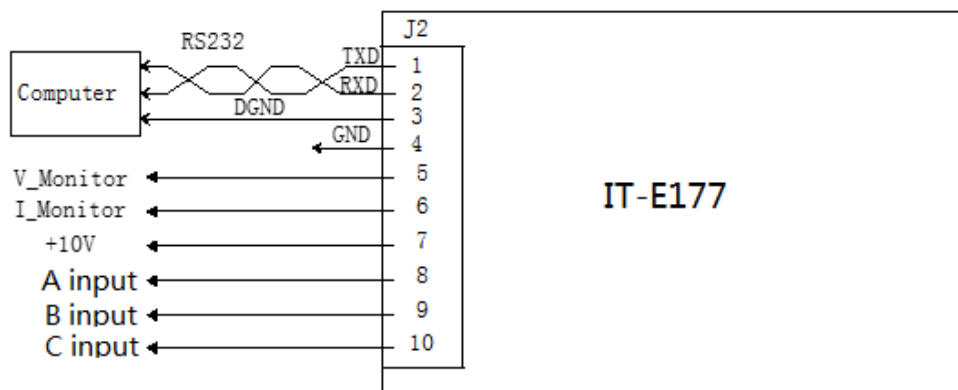 J2
RS232
TXD
1
Computer
RXD
2
DGND
3
GND
4
V_Monitor
5
IT-E177
I_Monitor
6
+10V
7
A input
8
B input
9
C input
10